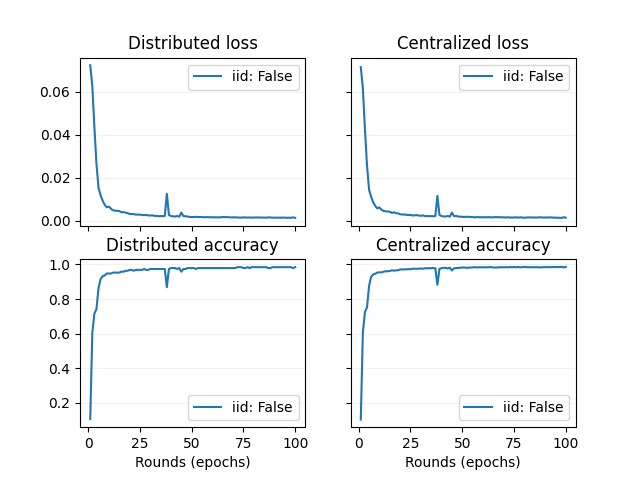 Distributed loss
Centralized loss
iid: False
iid: False
0.06
0.04
0.02
0.00
Distributed accuracy
Centralized accuracy
1.0
0.8
0.6
0.4
0.2
iid: False
iid: False
0
25
50
75
100
0
25
50
75
100
Rounds (epochs)
Rounds (epochs)